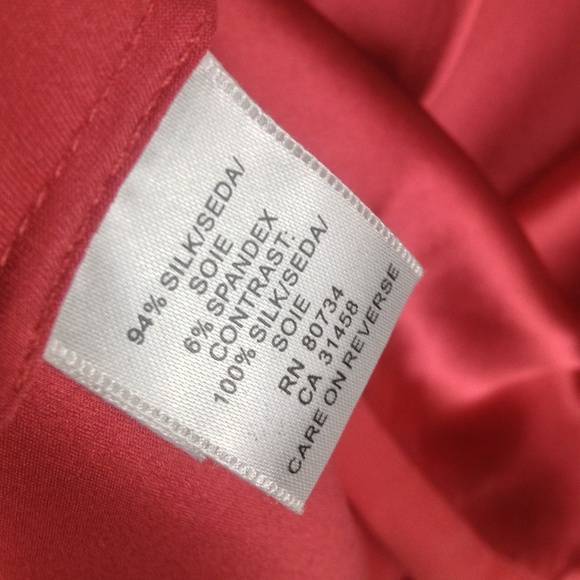 94% SILK/SEDA/
SOIE
6% SPANDEX
CONTRAST:
100% SILK/SEDA/
SOIE
RN 80734
CA 31458
CARE ON REVERSE